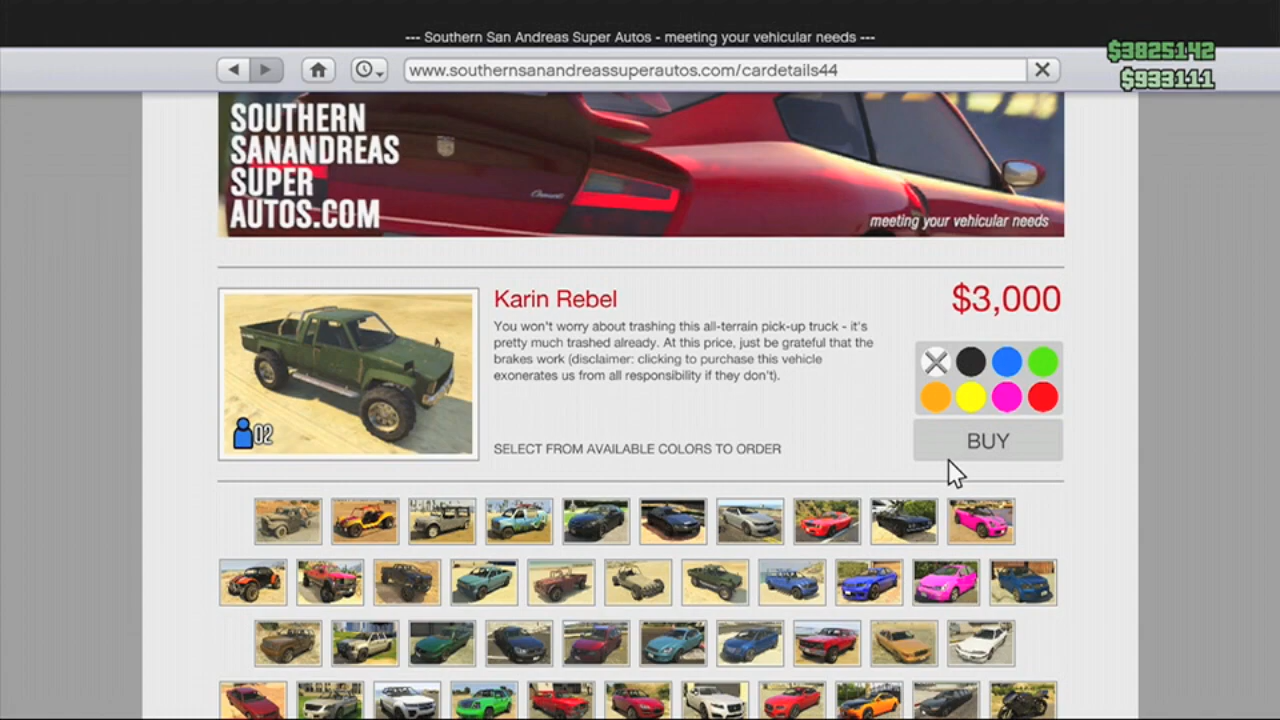 --- Southern San Andreas Super Autos - meeting your vehicular needs ---
www.southernsanandreassuperautos.com/cardetails44
$3825142
$933111
SOUTHERN
SANANDREAS
SUPER
AUTOS.COM
meeting your vehicular needs
Karin Rebel
$3,000
You won't worry about trashing this all-terrain pick-up truck - it's
pretty much trashed already. At this price, just be grateful that the
brakes work (disclaimer: clicking to purchase this vehicle
exonerates us from all responsibility if they don't).
02
SELECT FROM AVAILABLE COLORS TO ORDER
BUY